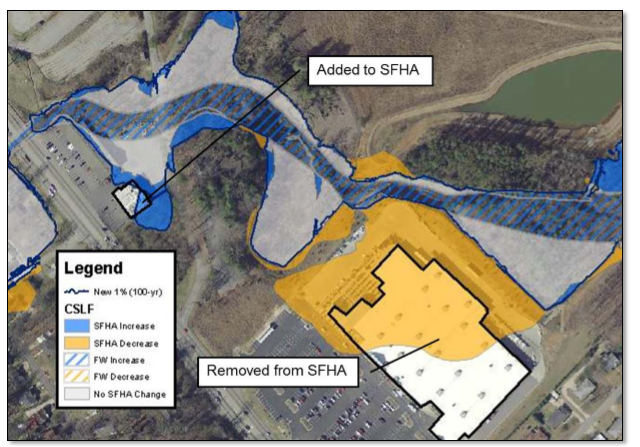 Added to SFHA
Legend
New 1% (100-yr)
CSLF
SFHA Increase
SFHA Decrease
FW Increase
FW Decrease
No SFHA Change
Removed from SFHA